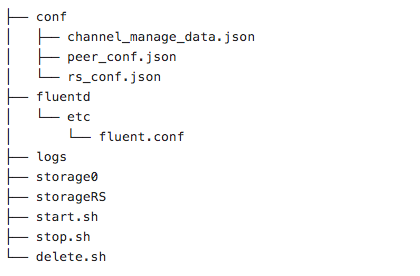 ├── conf
│   ├── channel_manage_data.json
│   ├── peer_conf.json
│   └── rs_conf.json
├── fluentd
│   └── etc
│       └── fluent.conf
├── logs
├── storage0
├── storageRS
├── start.sh
├── stop.sh
└── delete.sh